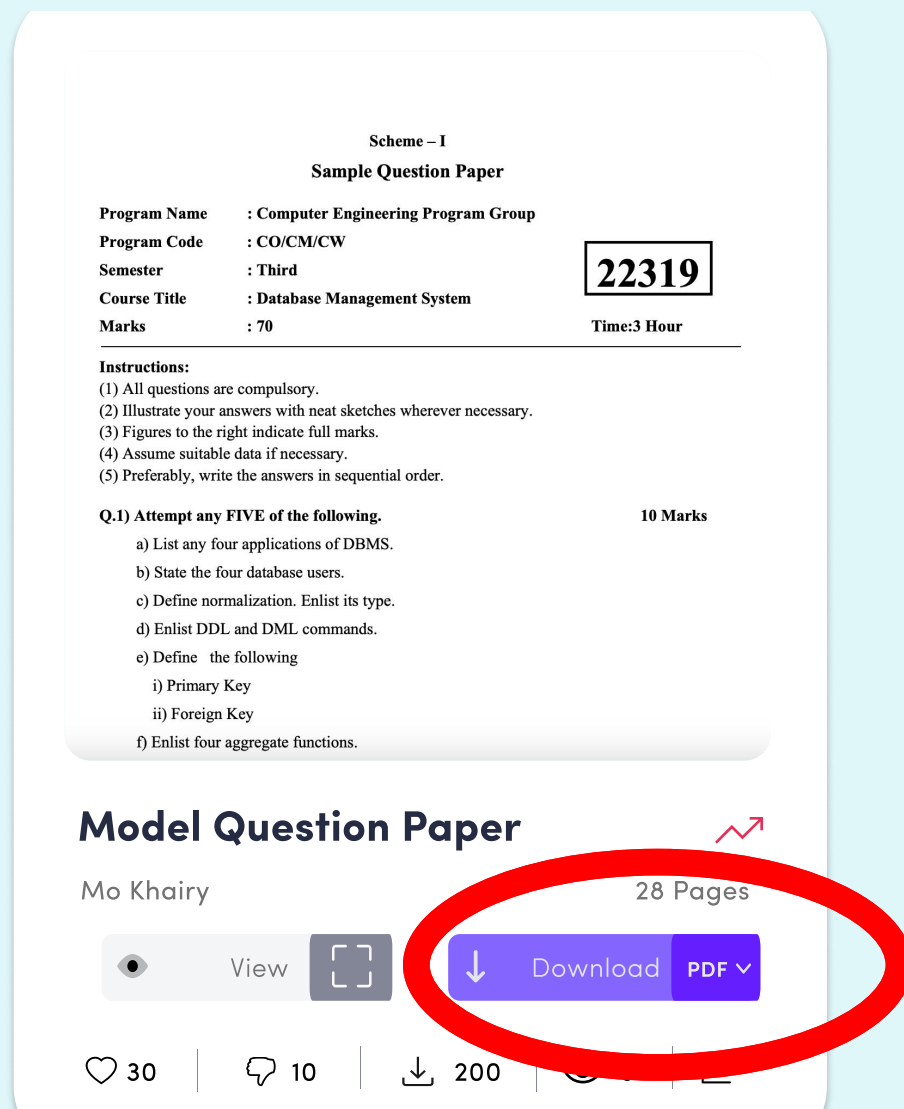 Scheme – I
Sample Question Paper
Program Name : Computer Engineering Program Group
Program Code : CO/CM/CW
Semester : Third
22319
Course Title : Database Management System
Marks : 70 Time:3 Hour
Instructions:
(1) All questions are compulsory.
(2) Illustrate your answers with neat sketches wherever necessary.
(3) Figures to the right indicate full marks.
(4) Assume suitable data if necessary.
(5) Preferably, write the answers in sequential order.
Q.1) Attempt any FIVE of the following. 10 Marks
a) List any four applications of DBMS.
b) State the four database users.
c) Define normalization. Enlist its type.
d) Enlist DDL and DML commands.
e) Define the following
i) Primary Key
ii) Foreign Key
f) Enlist four aggregate functions.
Model Question Paper
Mo Khairy 28 Pages
View Download PDF
30 10 200